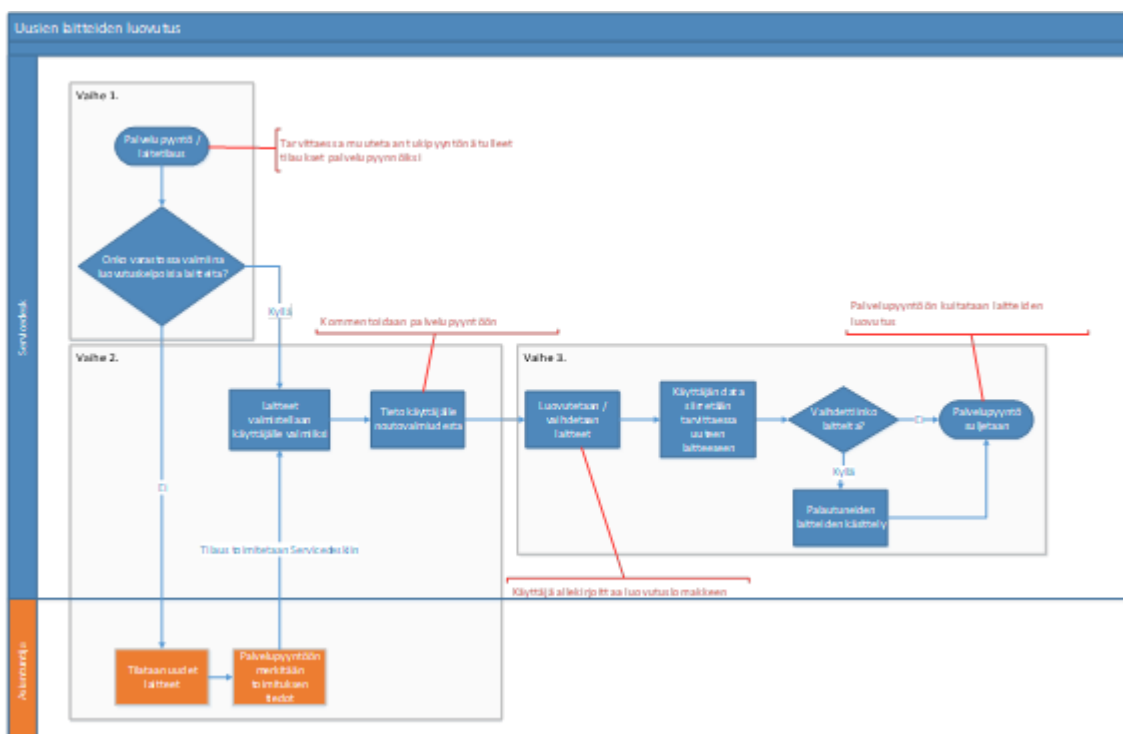 Uusien laitteiden luovutus
Servicedesk
Vaihe 1.
Palvelupyyntö /
laitetilaus
Tarvittaessa muutetaan tukipyyntönä tulleet
tilaukset palvelupyynnöiksi
Onko varastossa valmiina
luovutuskelpoisia laitteita?
Kyllä
Ei
Kommentoidaan palvelupyyntöön
Palvelupyyntöön kuitataan laitteiden
luovutus
Vaihe 2.
laitteet
valmistellaan
käyttäjälle valmiiksi
Tieto käyttäjälle
noutovalmiudesta
Tilaus toimitetaan Servicedeskiin
Vaihe 3.
Luovutetaan /
vaihdetaan
laitteet
Käyttäjän data
siirretään
tarvittaessa
uuteen
laitteeseen
Vaihdettiinko
laitteita?
Ei
Kyllä
Palvelupyyntö
suljetaan
Palautuneiden
laitteiden käsittely
Käyttäjä allekirjoittaa luovutuslomakkeen
Asiantuntija
Tilataan uudet
laitteet
Palvelupyyntöön
merkitään
toimituksen
tiedot